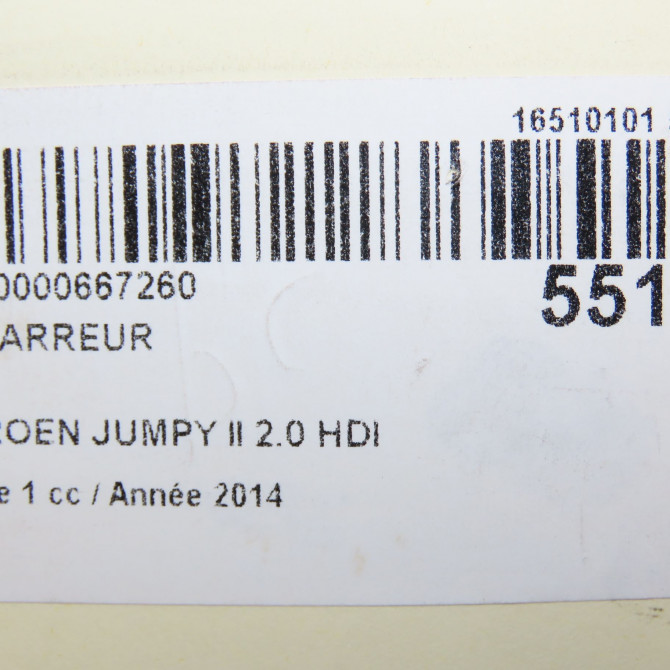 16510101
0000667260
551
ARREUR
ROEN JUMPY II 2.0 HDI
e 1 cc / Année 2014